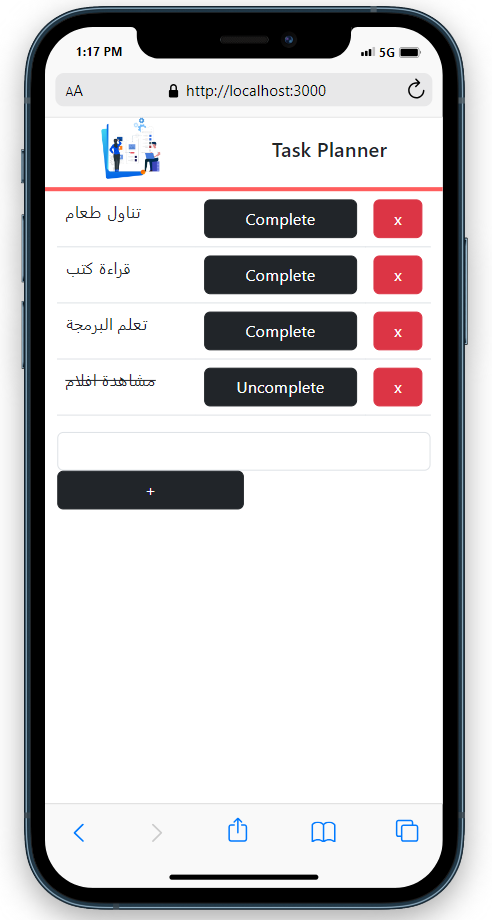 1:17 PM 5G
AA http://localhost:3000
Task Planner
تناول طعام Complete x
قراءة كتب Complete x
تعلم البرمجة Complete x
مشاهدة افلام Uncomplete x
+